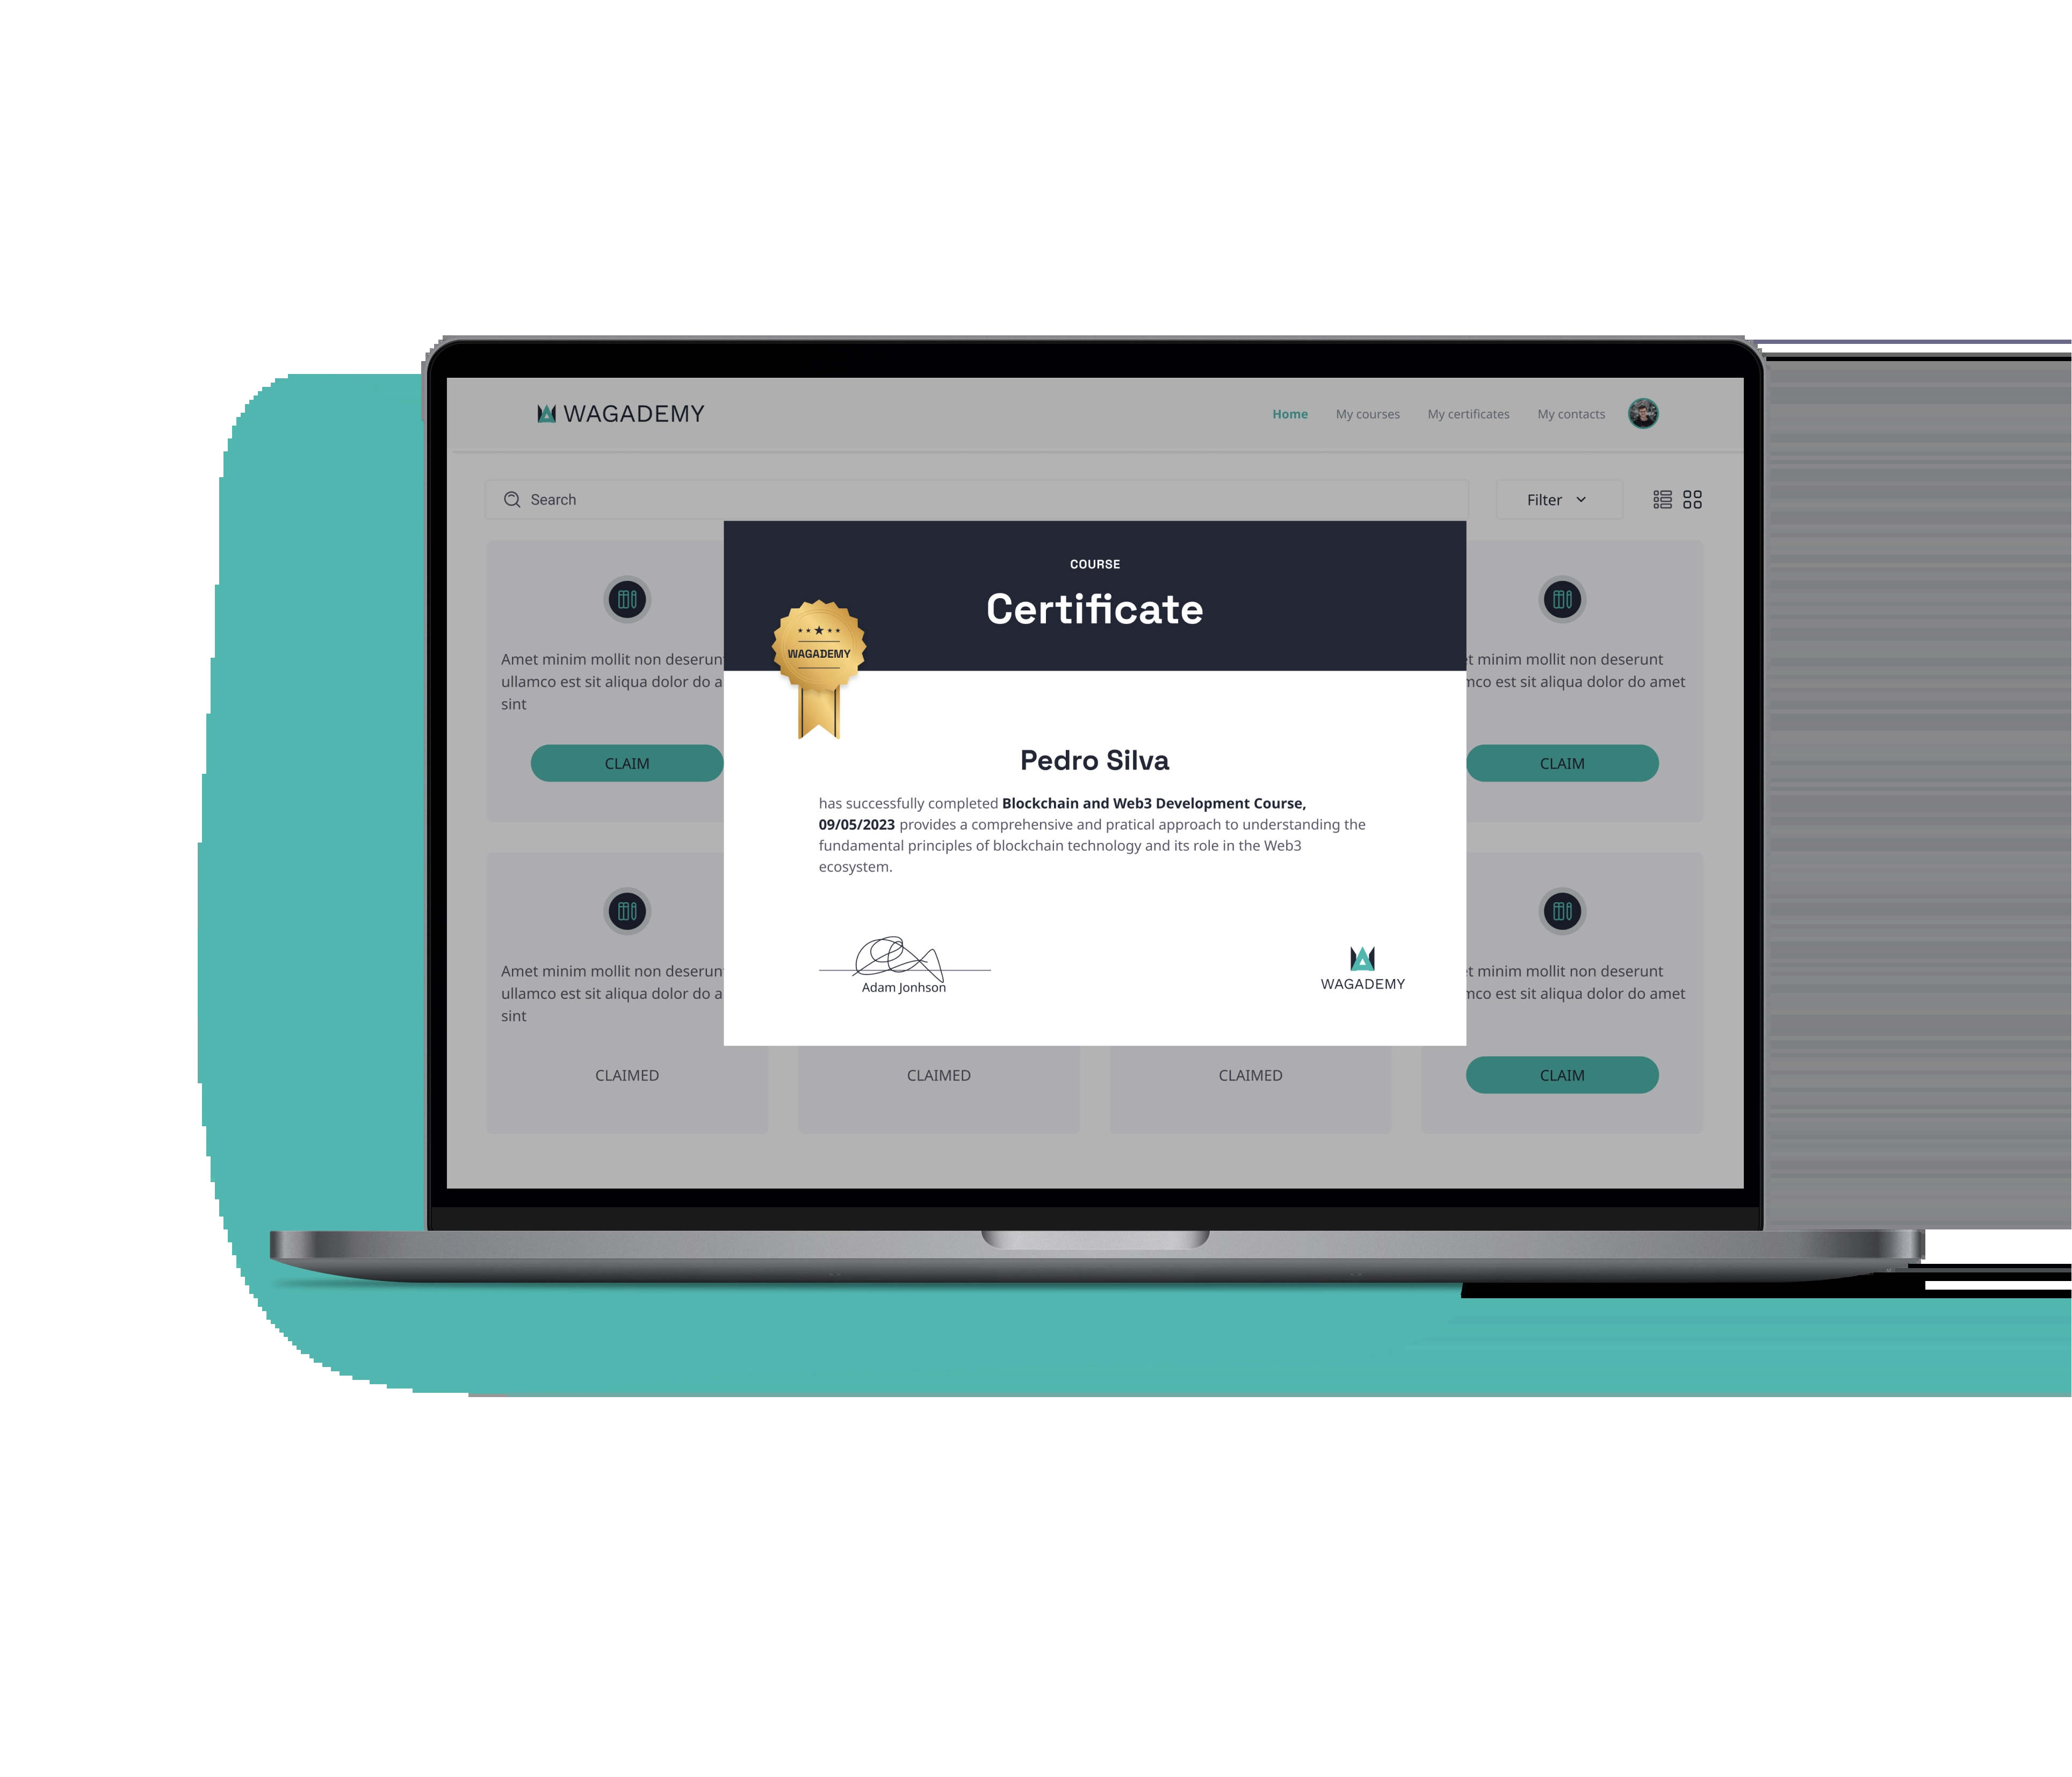 WAGADEMY
Home
My courses
My certificates
My contacts
Search
Filter
COURSE
Certificate
WAGADEMY
Pedro Silva
has successfully completed Blockchain and Web3 Development Course,
09/05/2023 provides a comprehensive and pratical approach to understanding the
fundamental principles of blockchain technology and its role in the Web3
ecosystem.
Adam Jonhson
WAGADEMY
Amet minim mollit non deserunt
ullamco est sit aliqua dolor do a
sint
CLAIM
minim mollit non deserunt
est sit aliqua dolor do amet
CLAIM
Amet minim mollit non deserunt
ullamco est sit aliqua dolor do a
sint
CLAIMED
CLAIMED
CLAIMED
minim mollit non deserunt
est sit aliqua dolor do amet
CLAIM